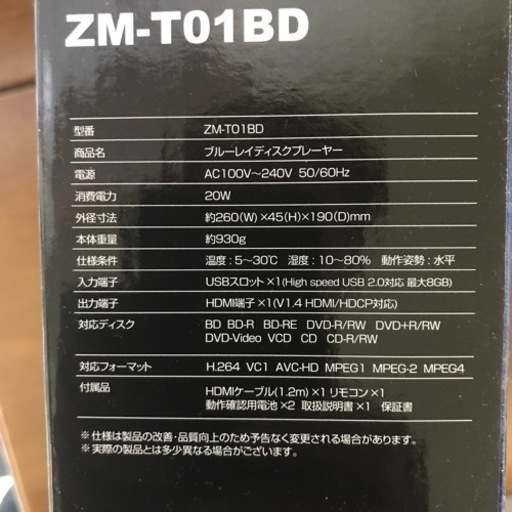 ZM-T01BD
型番 ZM-T01BD
商品名 ブルーレイディスクプレーヤー
電源 AC100V〜240V 50/60Hz
消費電力 20W
外径寸法 約260(W)×45(H)×190(D)mm
本体重量 約930g
仕様条件 温度:5〜30℃ 湿度:10〜80% 動作姿勢:水平
入力端子 USBスロット×1(High speed USB 2.0対応 最大8GB)
出力端子 HDMI端子×1(V1.4 HDMI/HDCP対応)
対応ディスク BD BD-R BD-RE DVD-R/RW DVD+R/RW
DVD-Video VCD CD CD-R/RW
対応フォーマット H.264 VC1 AVC-HD MPEG1 MPEG-2 MPEG4
付属品 HDMIケーブル(1.2m)×1 リモコン×1
動作確認用電池×2 取扱説明書×1 保証書
※仕様は製品の改善・品質向上のため予告なく変更される場合があります。
※実際の製品とは多少異なる場合がございます。